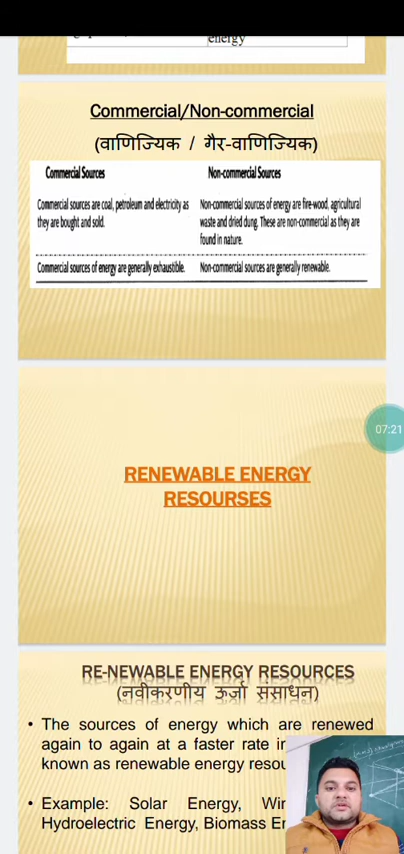 energy
Commercial/Non-commercial
(वाणिज्यिक / गैर-वाणिज्यिक)
Commercial Sources Non-commercial Sources
Commercial sources are coal, petroleum and electricity as they are bought and sold.
Non-commercial sources of energy are fire-wood, agricultural waste and dried dung. These are non-commercial as they are found in nature.
Commercial sources of energy are generally exhaustible. Non-commercial sources are generally renewable.
07:21
RENEWABLE ENERGY
RESOURSES
RE-NEWABLE ENERGY RESOURCES
(नवीकरणीय ऊर्जा संसाधन)
• The sources of energy which are renewed
again to again at a faster rate in
known as renewable energy
• Example: Solar Energy,
Hydroelectric Energy, Biomass